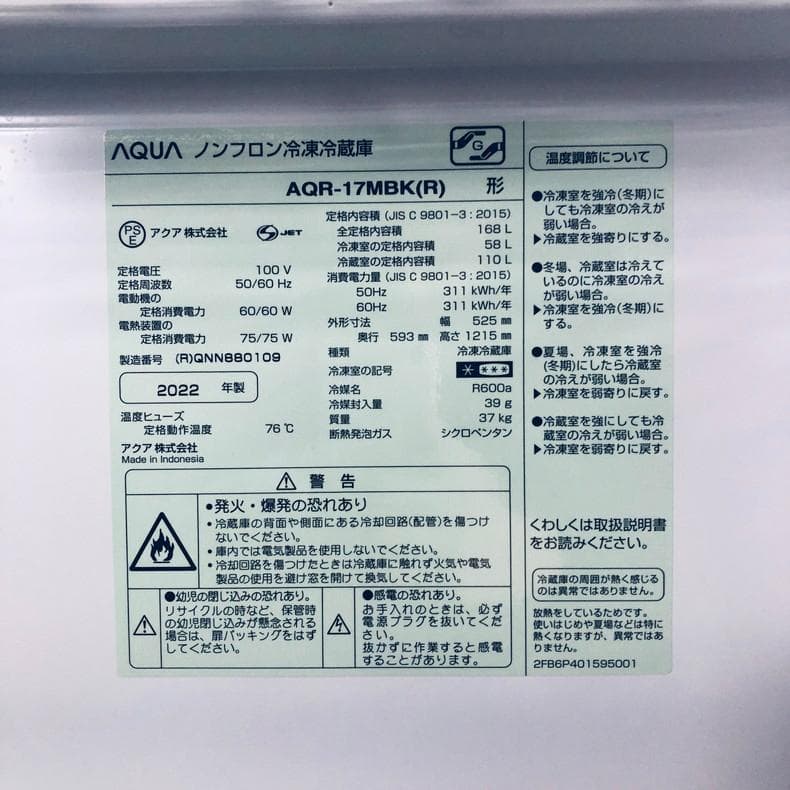 AQUA ノンフロン冷凍冷蔵庫
G
AQR-17MBK(R) 形
PS
E
アクア 株式会社
S JET
定格電圧 100 V
定格周波数 50/60 Hz
電動機の
定格消費電力 60/60 W
電熱装置の
定格消費電力 75/75 W
製造番号 (R)QNN880109
2022 年製
温度ヒューズ
定格動作温度 76 ℃
アクア 株式会社
Made in Indonesia
定格内容積 (JIS C 9801-3 : 2015)
全定格内容積 168 L
冷凍室の定格内容積 58 L
冷蔵室の定格内容積 110 L
消費電力量 (JIS C 9801-3 : 2015)
50Hz 311 kWh/年
60Hz 311 kWh/年
外形寸法 幅 525 ㎜
奥行 593 ㎜ 高さ 1215 ㎜
種類 冷凍冷蔵庫
冷凍室の記号 * ***
冷媒名 R600a
冷媒封入量 39 g
質量 37 kg
断熱発泡ガス シクロペンタン
警 告
●発火・爆発の恐れあり
・冷蔵庫の背面や側面にある冷却回路(配管)を傷つけ
ないでください。
・庫内では電気製品を使用しないでください。
・冷却回路を傷つけたときは冷蔵庫に触れず火気や電気
製品の使用を避け窓を開けて換気してください。
●幼児の閉じ込みの恐れあり。
リサイクルの時など、保管時
の幼児閉じ込みが懸念される
場合は、扉パッキングをはず
してください。
●感電の恐れあり。
お手入れのときは、必ず
電源プラグを抜いてくだ
さい。
抜かずに作業すると感電
することがあります。
温度調節について
●冷凍室を強冷(冬期)に
しても冷凍室の冷えが
弱い場合。
▶冷蔵室を強寄りにする。
●冬場、冷蔵室は冷えて
いるのに冷凍室の冷え
が弱い場合。
▶冷凍室を強冷(冬期)に
する。
●夏場、冷凍室を強冷
(冬期)にしたら冷蔵室
の冷えが弱い場合。
▶冷凍室を弱寄りに戻す。
●冷蔵室を強にしても冷
蔵室の冷えが弱い場合。
▶冷凍室を弱寄りに戻す。
くわしくは取扱説明書
をお読みください。
冷蔵庫の周囲が熱く感じる
のは異常ではありません。
放熱をしているためです。
使いはじめや夏場などは特に
熱くなりますが、異常ではあ
りません。
2FB6P401595001